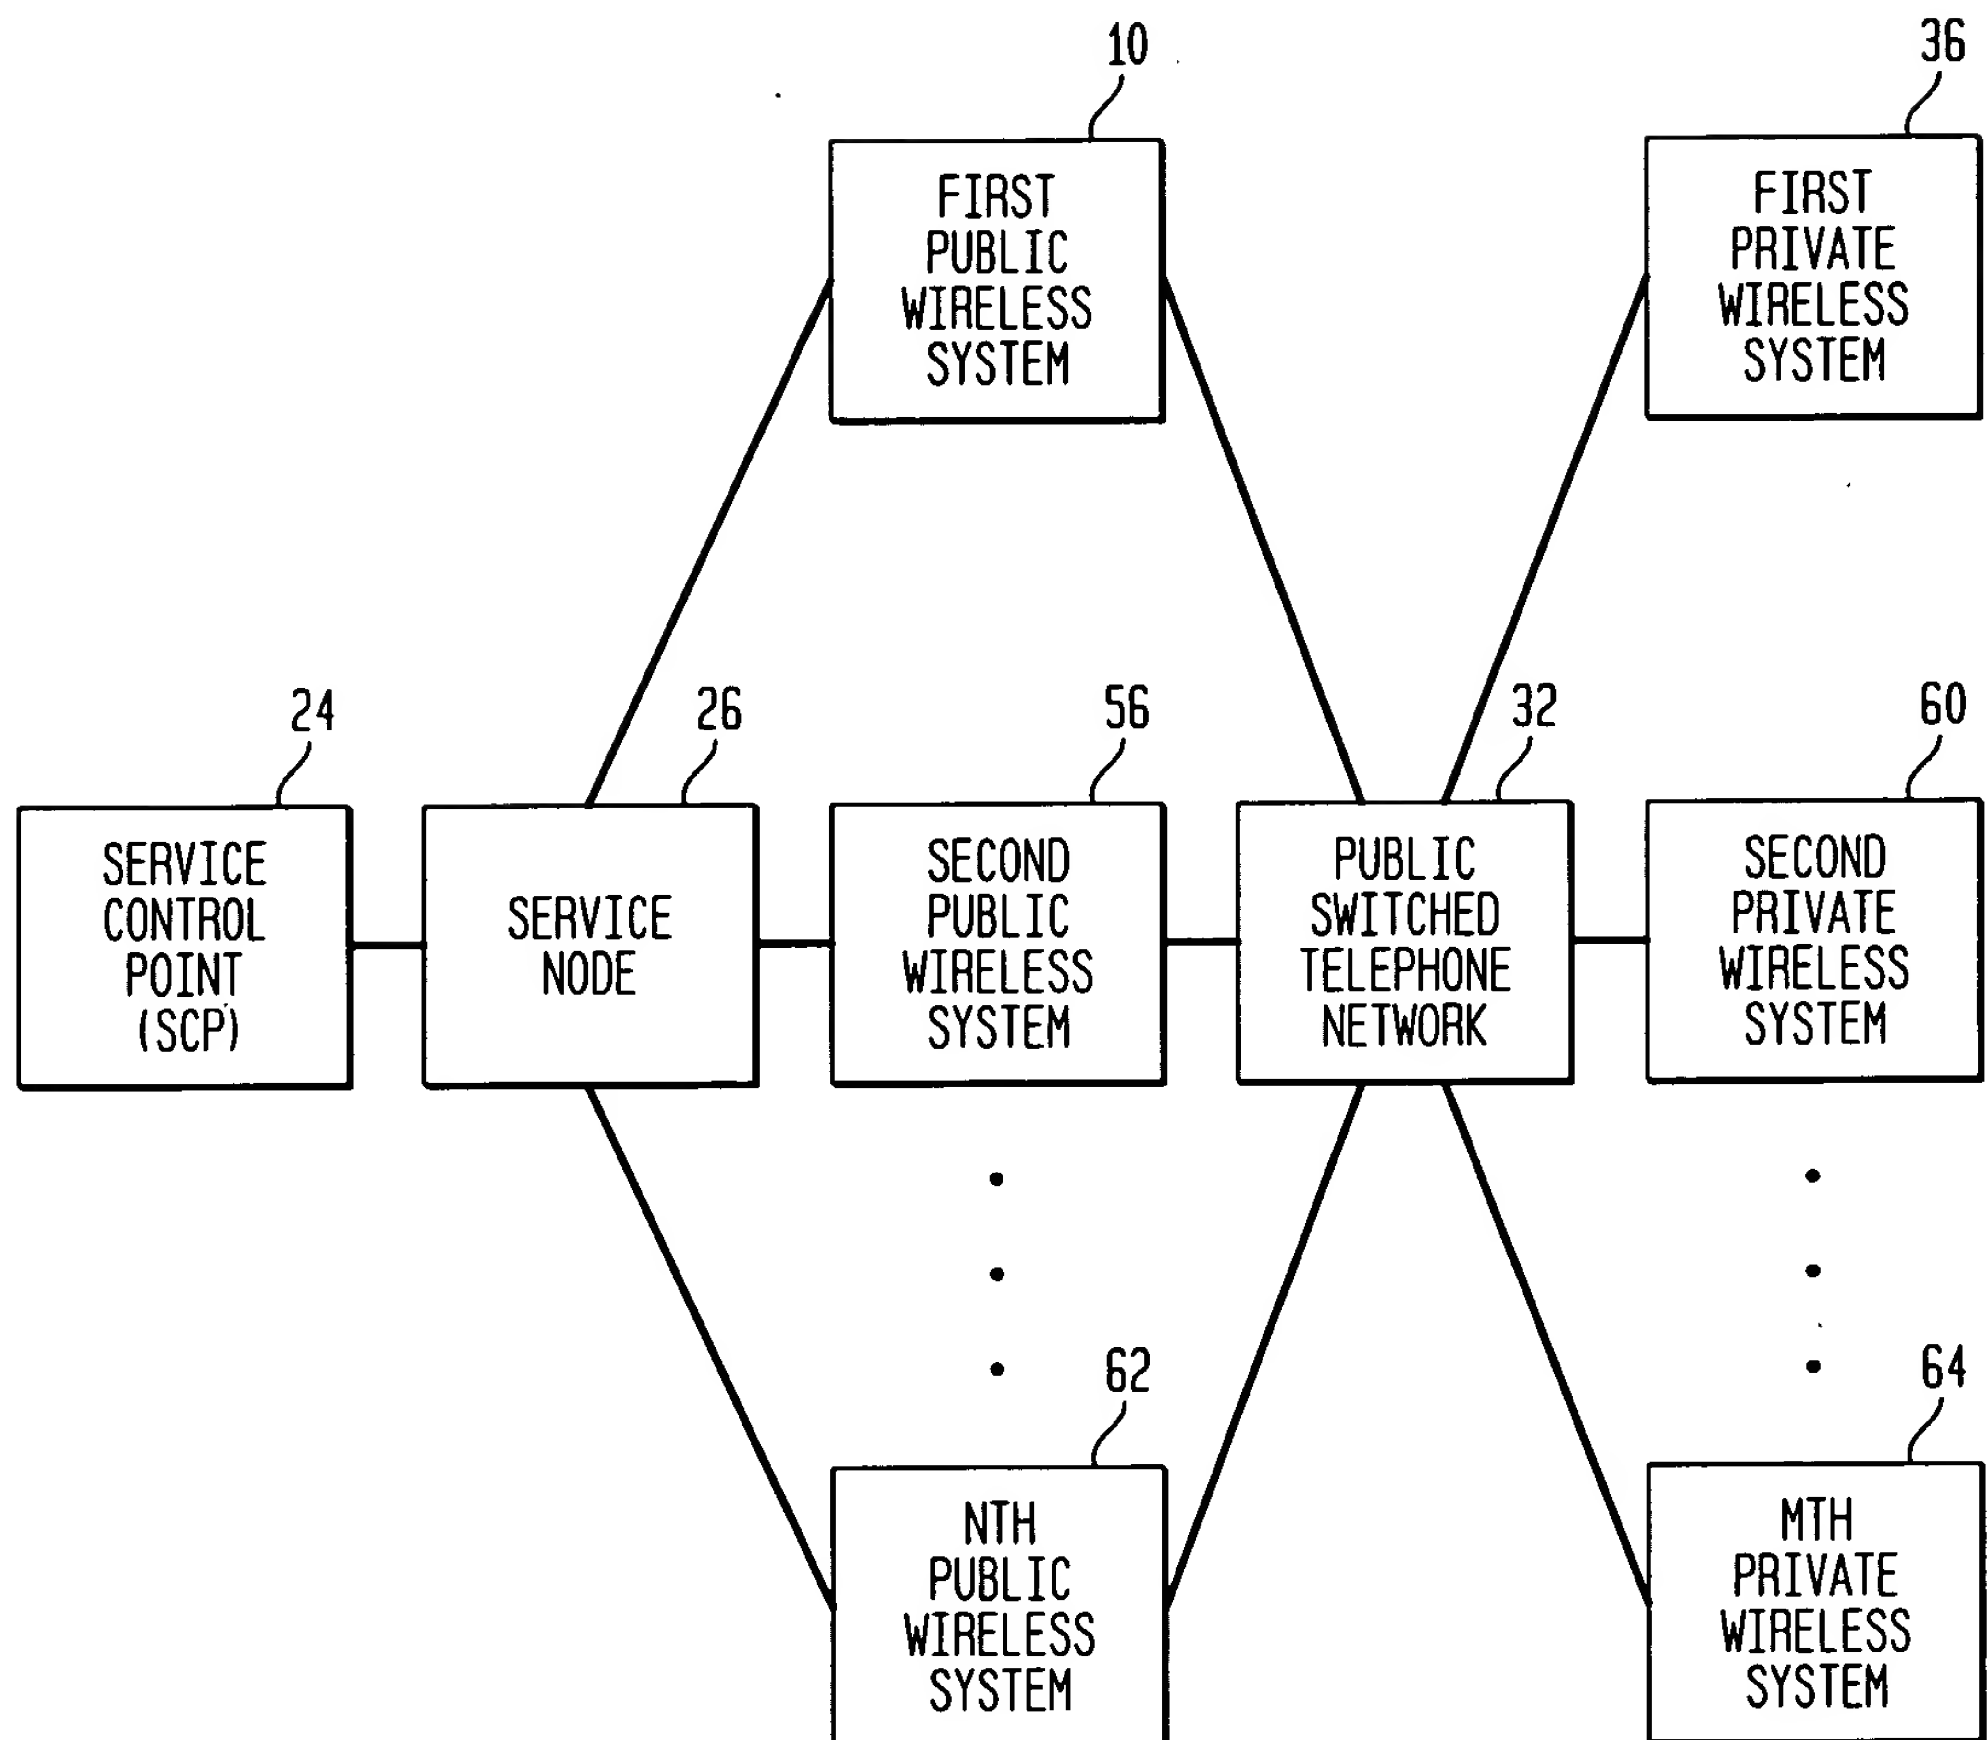 10
36
FIRST
PUBLIC
WIRELESS
SYSTEM
FIRST
PRIVATE
WIRELESS
SYSTEM
24
26
56
32
60
SERVICE
CONTROL
POINT
(SCP)
SERVICE
NODE
SECOND
PUBLIC
WIRELESS
SYSTEM
PUBLIC
SWITCHED
TELEPHONE
NETWORK
SECOND
PRIVATE
WIRELESS
SYSTEM
62
64
NTH
PUBLIC
WIRELESS
SYSTEM
MTH
PRIVATE
WIRELESS
SYSTEM